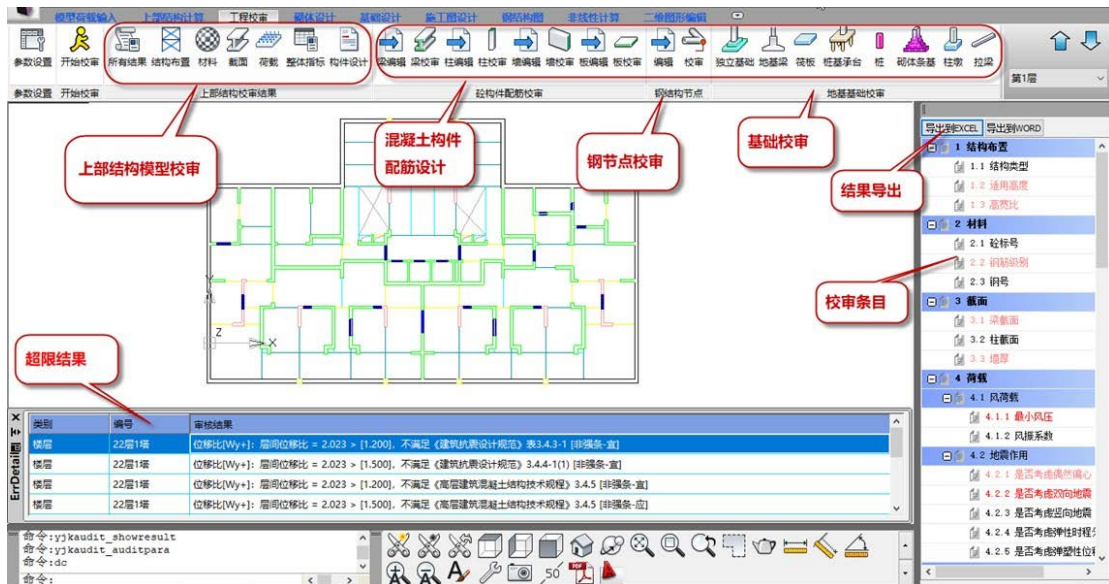 模型荷载输入 上部结构计算 工程校审 砌体设计 基础设计 施工图设计 钢结构图 非线性计算 二维图形编辑
参数设置 开始校审 所有结果 结构布置 材料 截面 荷载 整体指标 构件设计 梁编辑 梁校审 柱编辑 柱校审 墙编辑 墙校审 板编辑 板校审 编辑 校审 独立基础 地基梁 筏板 桩基承台 桩 砌体条基 柱墩 拉梁
第1层
参数设置 开始校审 上部结构校审结果 砼构件配筋校审 钢结构节点 地基基础校审
导出到EXCEL 导出到WORD
上部结构模型校审
混凝土构件
配筋设计
钢节点校审
基础校审
结果导出
校审条目
超限结果
Y
Z
X
1 结构布置
1.1 结构类型
1.2 适用高度
1.3 高宽比
2 材料
2.1 砼标号
2.2 钢筋级别
2.3 钢号
3 截面
3.1 梁截面
3.2 柱截面
3.3 墙厚
4 荷载
4.1 风荷载
4.1.1 最小风压
4.1.2 风振系数
4.2 地震作用
4.2.1 是否考虑偶然偏心
4.2.2 是否考虑双向地震
4.2.3 是否考虑竖向地震
4.2.4 是否考虑弹性时程
4.2.5 是否考虑弹塑性位
ErrDetail
类别 编号 审核结果
楼层 22层1塔 位移比[Wy+]: 层间位移比 = 2.023 > [1.200], 不满足《建筑抗震设计规范》表3.4.3-1 [非强条-宜]
楼层 22层1塔 位移比[Wy+]: 层间位移比 = 2.023 > [1.500], 不满足《建筑抗震设计规范》3.4.4-1(1) [非强条-宜]
楼层 22层1塔 位移比[Wy+]: 层间位移比 = 2.023 > [1.200], 不满足《高层建筑混凝土结构技术规程》3.4.5 [非强条-宜]
楼层 22层1塔 位移比[Wy+]: 层间位移比 = 2.023 > [1.500], 不满足《高层建筑混凝土结构技术规程》3.4.5 [非强条-应]
命令:yjkaudit_showresult
命令:yjkaudit_auditpara
命令:dc
命令:
50
PDF